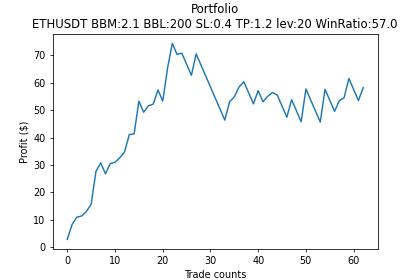 Portfolio
ETHUSDT BBM:2.1 BBL:200 SL:0.4 TP:1.2 lev:20 WinRatio:57.0
Profit ($)
70
60
50
40
30
20
10
0
0 10 20 30 40 50 60
Trade counts